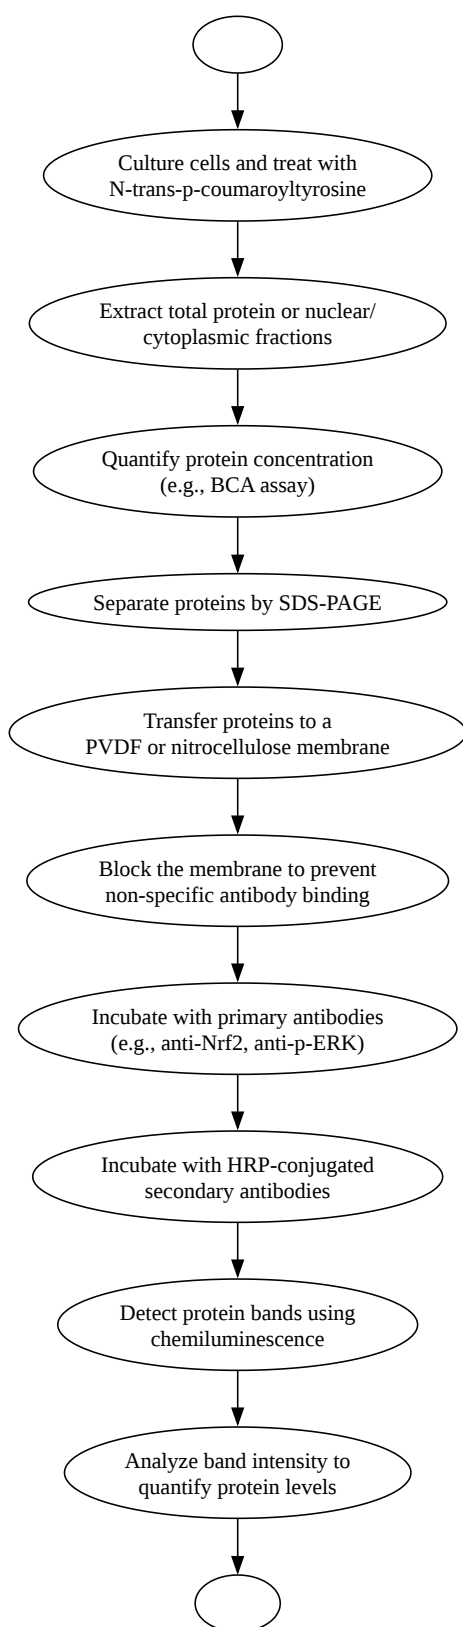 Culture cells and treat with
N-trans-p-coumaroyltyrosine
Extract total protein or nuclear/
cytoplasmic fractions
Quantify protein concentration
(e.g., BCA assay)
Separate proteins by SDS-PAGE
Transfer proteins to a
PVDF or nitrocellulose membrane
Block the membrane to prevent
non-specific antibody binding
Incubate with primary antibodies
(e.g., anti-Nrf2, anti-p-ERK)
Incubate with HRP-conjugated
secondary antibodies
Detect protein bands using
chemiluminescence
Analyze band intensity to
quantify protein levels